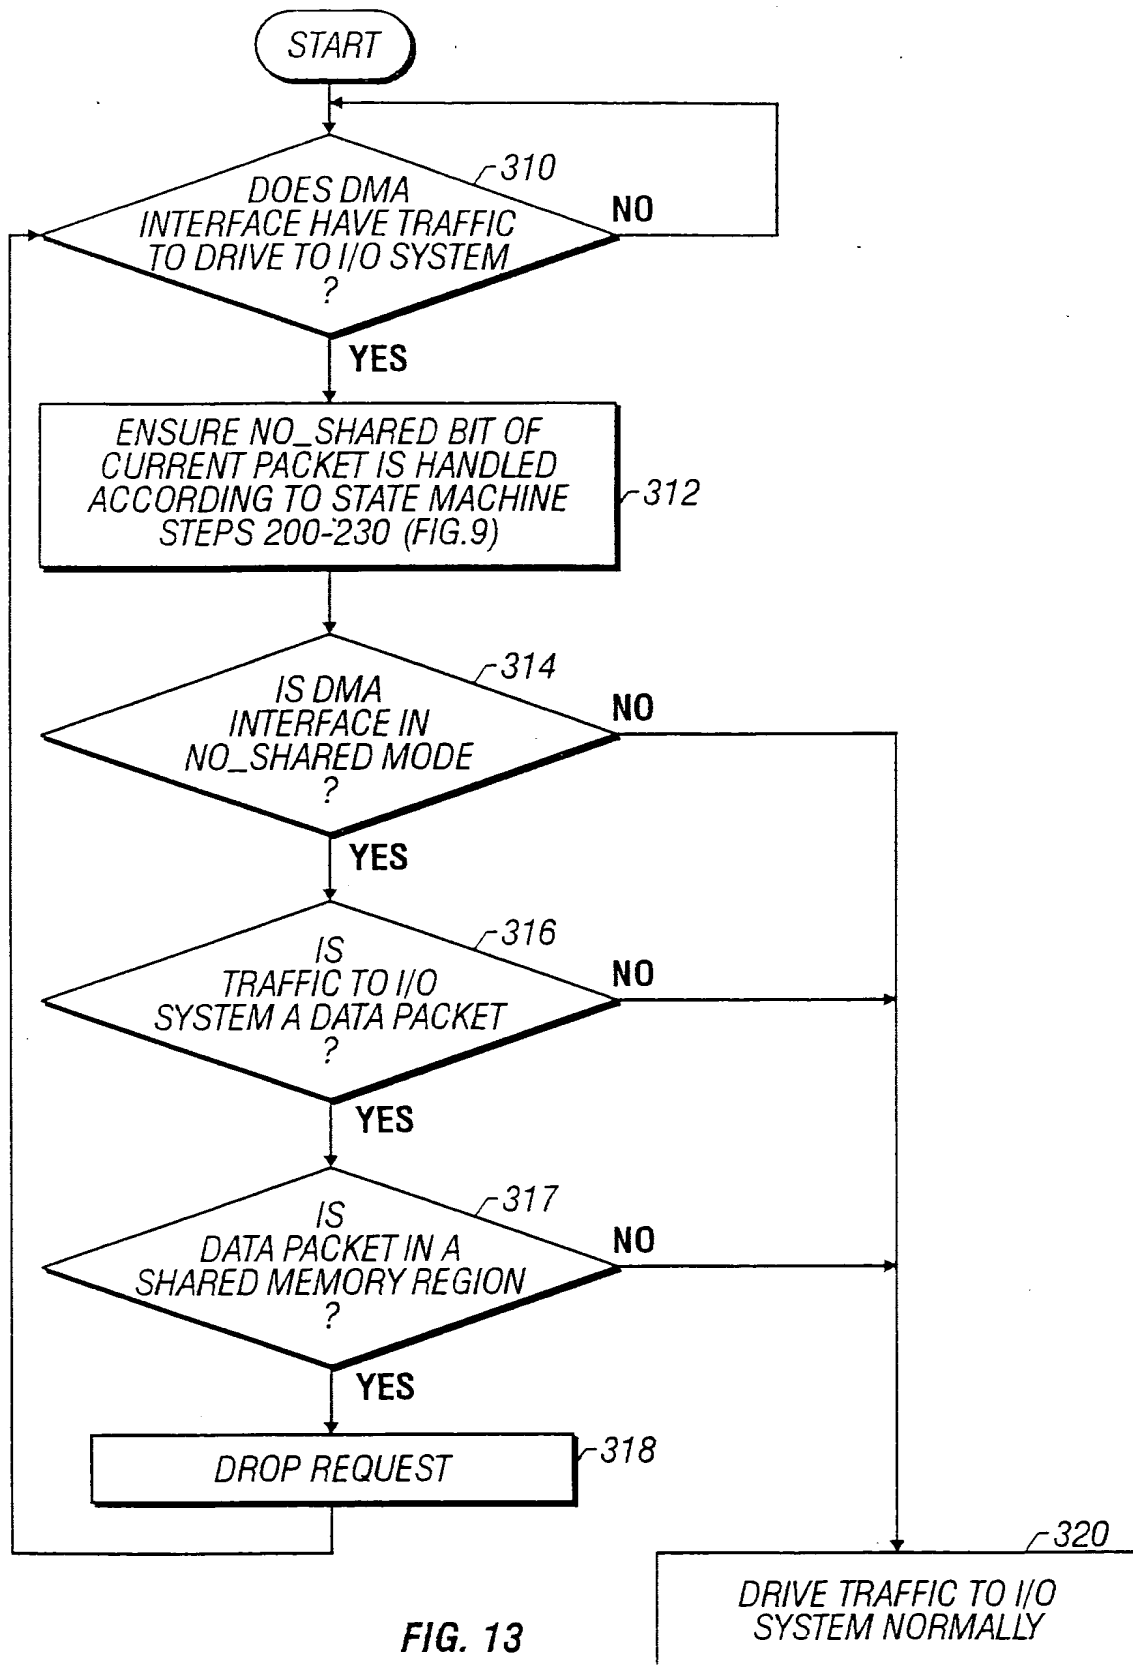 START
310
DOES DMA
INTERFACE HAVE TRAFFIC
TO DRIVE TO I/O SYSTEM
?
NO
YES
ENSURE NO_SHARED BIT OF
CURRENT PACKET IS HANDLED
ACCORDING TO STATE MACHINE
STEPS 200-230 (FIG.9)
312
314
IS DMA
INTERFACE IN
NO_SHARED MODE
?
NO
YES
316
IS
TRAFFIC TO I/O
SYSTEM A DATA PACKET
?
NO
YES
317
IS
DATA PACKET IN A
SHARED MEMORY REGION
?
NO
YES
DROP REQUEST
318
320
DRIVE TRAFFIC TO I/O
SYSTEM NORMALLY
FIG. 13